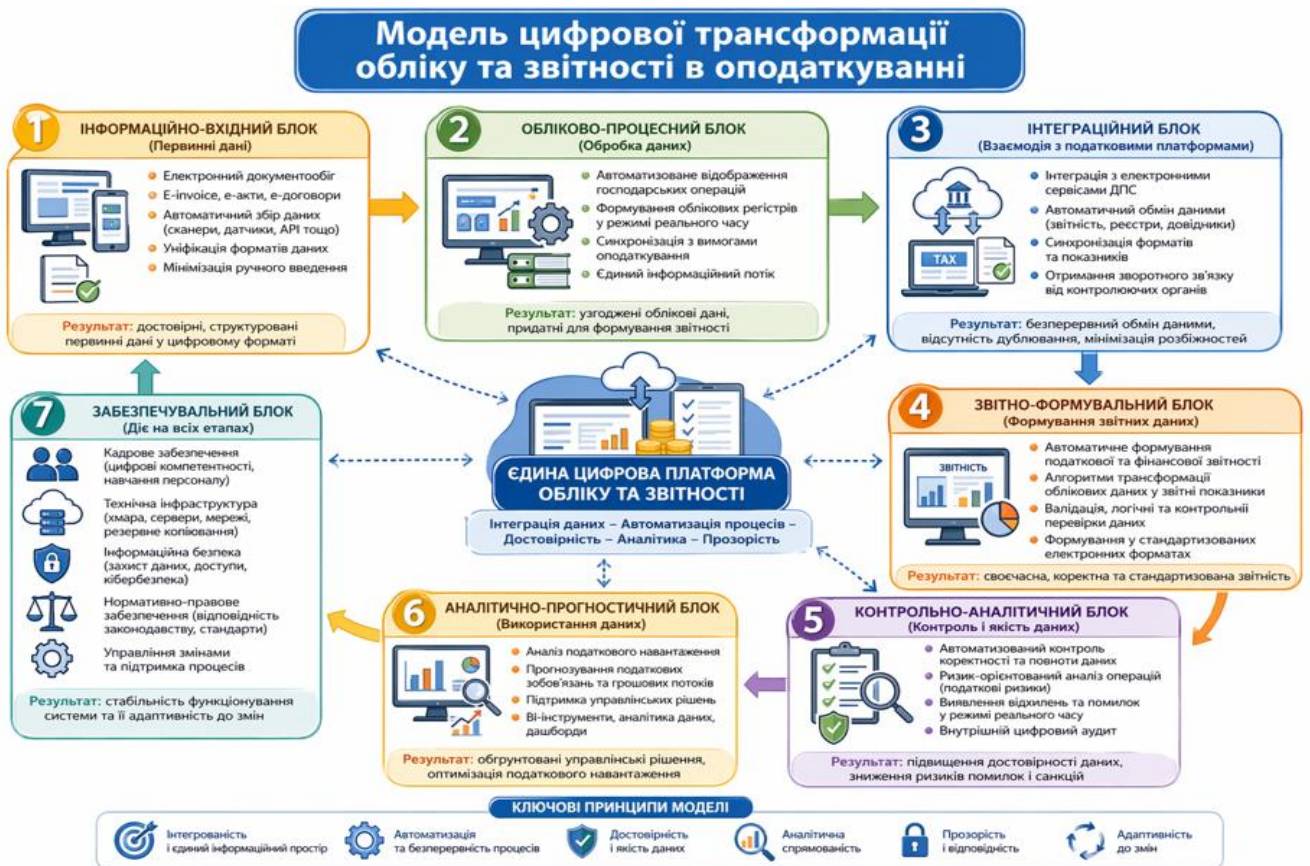 Модель цифрової трансформації
обліку та звітності в оподаткуванні
1
ІНФОРМАЦІЙНО-ВХІДНИЙ БЛОК
(Первинні дані)
Електронний документообіг
E-invoice, е-акти, е-договори
Автоматичний збір даних
(сканери, датчики, API тощо)
Уніфікація форматів даних
Мінімізація ручного введення
Результат: достовірні, структуровані
первинні дані у цифровому форматі
2
ОБЛІКОВО-ПРОЦЕСНИЙ БЛОК
(Обробка даних)
Автоматизоване відображення
господарських операцій
Формування облікових регістрів
у режимі реального часу
Синхронізація з вимогами
оподаткування
Єдиний інформаційний потік
Результат: узгоджені облікові дані,
придатні для формування звітності
3
ІНТЕГРАЦІЙНИЙ БЛОК
(Взаємодія з податковими платформами)
TAX
Інтеграція з електронними
сервісами ДПС
Автоматичний обмін даними
(звітність, реєстри, довідники)
Синхронізація форматів
та показників
Отримання зворотного зв'язку
від контролюючих органів
Результат: безперервний обмін даними,
відсутність дублювання, мінімізація розбіжностей
4
ЗВІТНО-ФОРМУВАЛЬНИЙ БЛОК
(Формування звітних даних)
ЗВІТНІСТЬ
Автоматичне формування
податкової та фінансової звітності
Алгоритми трансформації
облікових даних у звітні показники
Валідація, логічні та контрольнії
перевірки даних
Формування у стандартизованих
електронних форматах
Результат: своєчасна, коректна та стандартизована звітність
5
КОНТРОЛЬНО-АНАЛІТИЧНИЙ БЛОК
(Контроль і якість даних)
Автоматизований контроль
коректності та повноти даних
Ризик-орієнтований аналіз операцій
(податкові ризики)
Виявлення відхилень та помилок
у режимі реального часу
Внутрішній цифровий аудит
Результат: підвищення достовірності даних,
зниження ризиків помилок і санкцій
6
АНАЛІТИЧНО-ПРОГНОСТИЧНИЙ БЛОК
(Використання даних)
Аналіз податкового навантаження
Прогнозування податкових
зобов'язань та грошових потоків
Підтримка управлінських рішень
BI-інструменти, аналітика даних,
дашборди
Результат: обґрунтовані управлінські рішення,
оптимізація податкового навантаження
7
ЗАБЕЗПЕЧУВАЛЬНИЙ БЛОК
(Діє на всіх етапах)
Кадрове забезпечення
(цифрові компетентності,
навчання персоналу)
Технічна інфраструктура
(хмара, сервери, мережі,
резервне копіювання)
Інформаційна безпека
(захист даних, доступи,
кібербезпека)
Нормативно-правове
забезпечення (відповідність
законодавству, стандарти)
Управління змінами
та підтримка процесів
Результат: стабільність функціонування
системи та її адаптивність до змін
ЄДИНА ЦИФРОВА ПЛАТФОРМА
ОБЛІКУ ТА ЗВІТНОСТІ
Інтеграція даних – Автоматизація процесів –
Достовірність – Аналітика – Прозорість
КЛЮЧОВІ ПРИНЦИПИ МОДЕЛІ
Інтегрованість
і єдиний інформаційний простір
Автоматизація
та безперервність процесів
Достовірність
і якість даних
Аналітична
спрямованість
Прозорість
і відповідність
Адаптивність
до змін